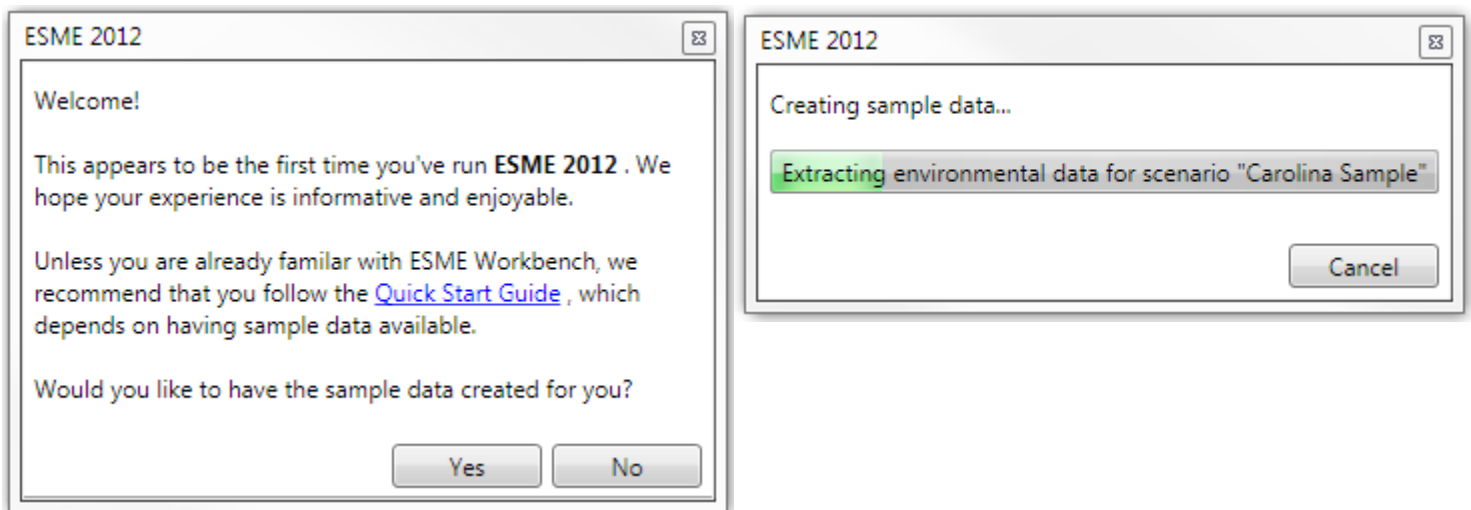 ESME 2012
Welcome!
This appears to be the first time you've run ESME 2012 . We
hope your experience is informative and enjoyable.
Unless you are already familar with ESME Workbench, we
recommend that you follow the Quick Start Guide , which
depends on having sample data available.
Would you like to have the sample data created for you?
Yes
No
ESME 2012
Creating sample data...
Extracting environmental data for scenario "Carolina Sample"
Cancel